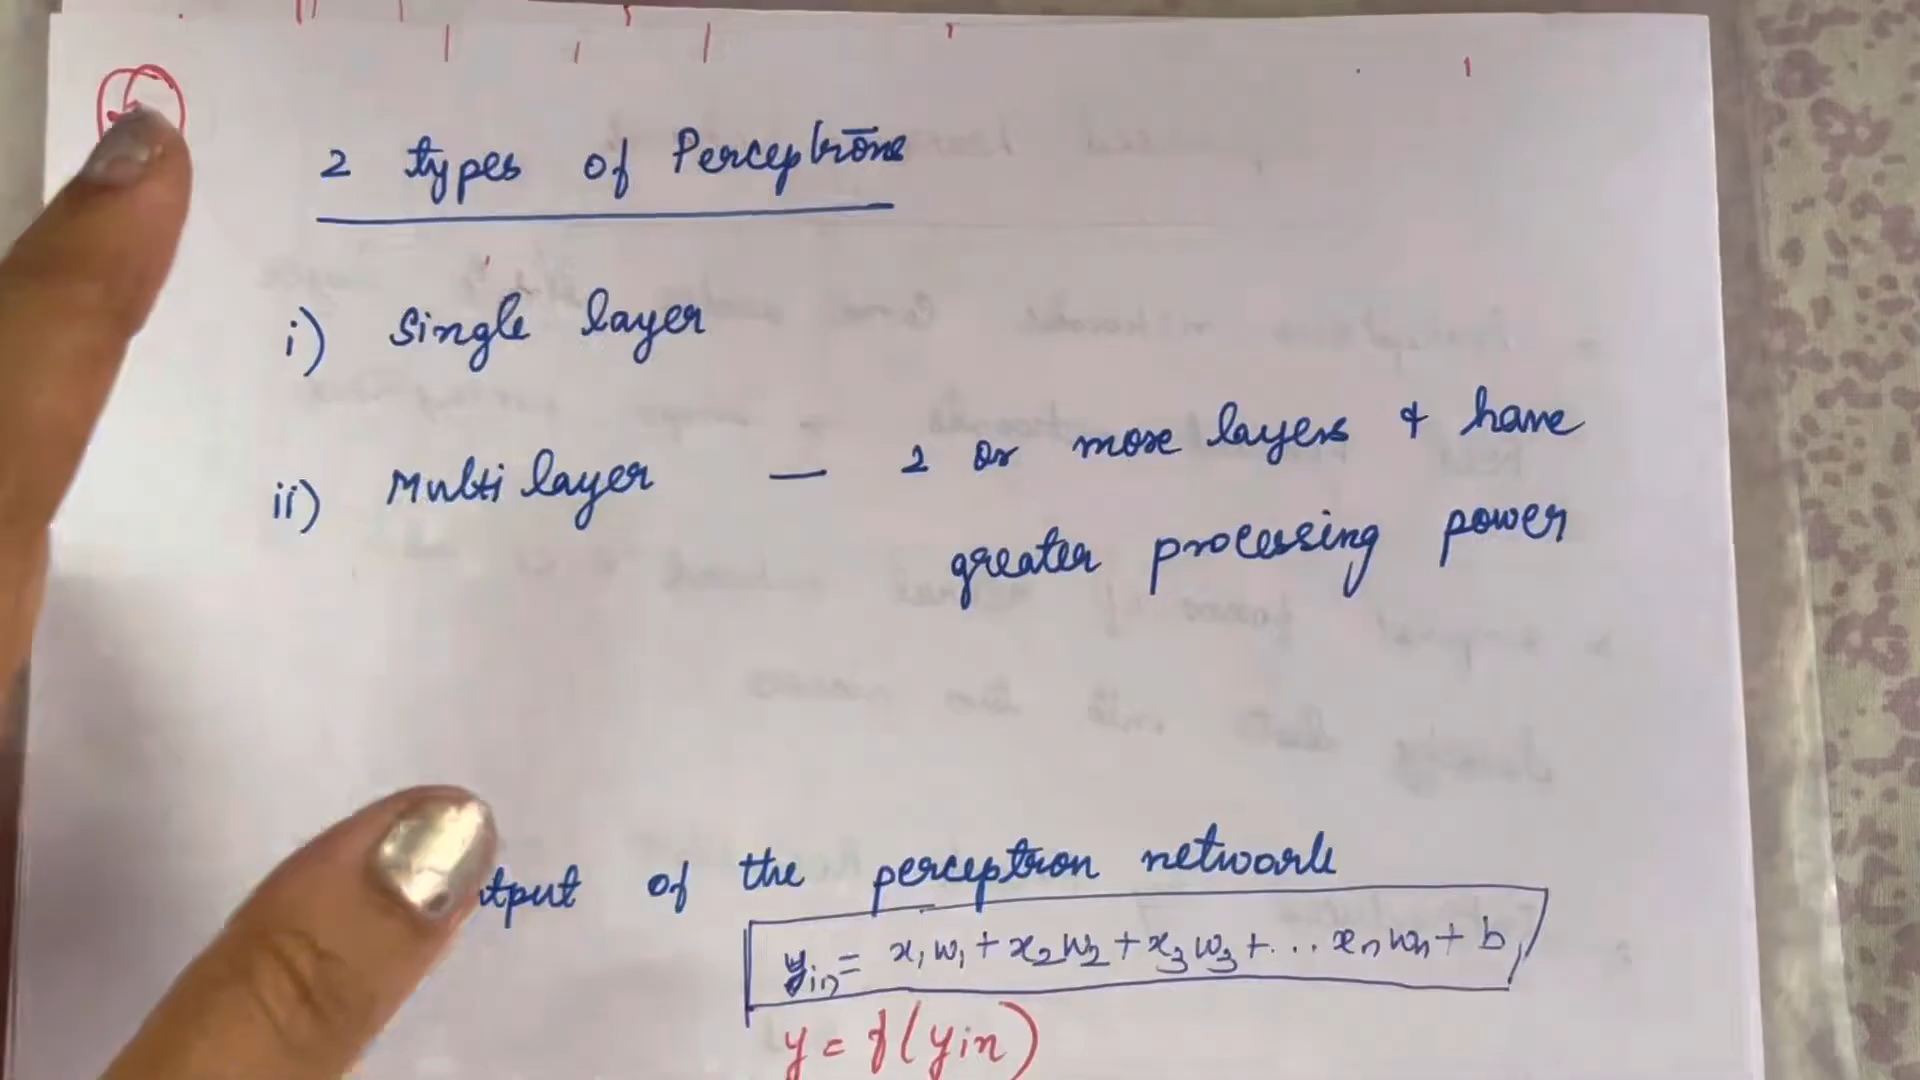 2 types of Perceptrons
i) Single layer
ii) Multi layer — 2 or more layers & have
greater processing power
tput of the perceptron network
yin = x1w1 + x2w2 + x3w3 + ... xnwn + b
y = f(yin)